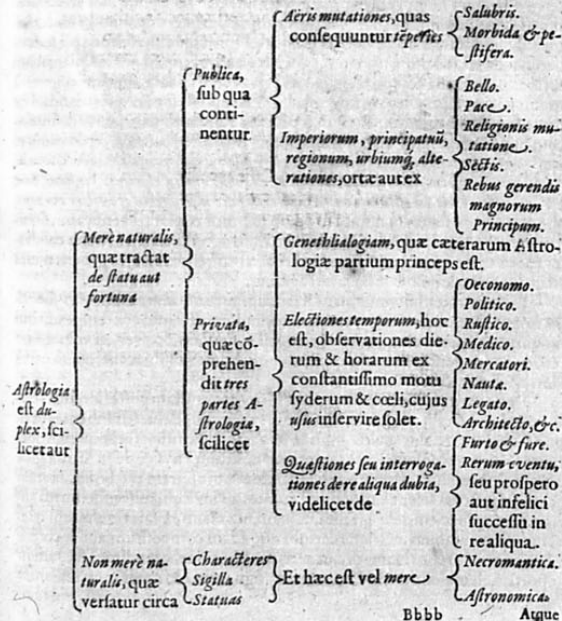 Astrologia
est du-
plex, sci-
licet aut
Merè naturalis,
quæ tractat
de statu aut
fortuna
Publica,
sub qua
conti-
nentur
Aëris mutationes, quas
consequuntur tēperies
Salubris.
Morbida & pe-
stifera.
Imperiorum, principatuū,
regionum, urbiumq;, alte-
rationes, ortæ aut ex
Bello.
Pace.
Religionis mu-
tatione.
Sectis.
Rebus gerendis
magnorum
Principum.
Privata,
quæ cō-
prehen-
dit tres
partes A-
strologiæ,
scilicet
Genethlialogiam, quæ cæterarum Astro-
logiæ partium princeps est.
Electiones temporum, hoc
est, observationes die-
rum & horarum ex
constantissimo motu
syderum & cœli, cujus
usus inservire solet.
Oeconomo.
Politico.
Rustico.
Medico.
Mercatori.
Nautæ.
Legato.
Architecto, &c.
Quæstiones seu interroga-
tiones de re aliqua dubia,
videlicet de
Furto & fure.
Rerum eventu,
seu prospero
aut infelici
successu in
re aliqua.
Non merè na-
turalis, quæ
versatur circa
Characteres
Sigilla
Statuas
Et hæc est vel mere
Necromantica.
Astronomica.
Bbbb
Atque